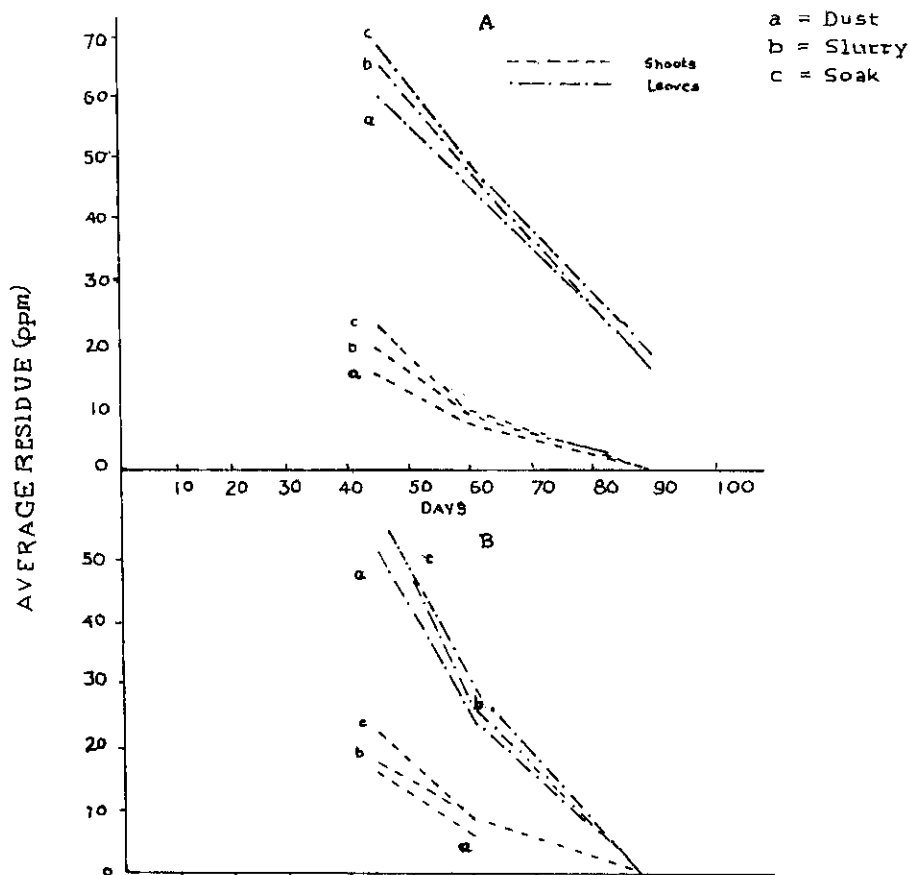 A
a = Dust
b = Slurry
c = Soak
Shoots
Leaves
AVERAGE RESIDUE (ppm)
70
60
50
40
30
20
10
0
c
b
a
c
b
a
10 20 30 40 50 60 70 80 90 100
DAYS
B
50
40
30
20
10
0
a
c
b
c
b
a